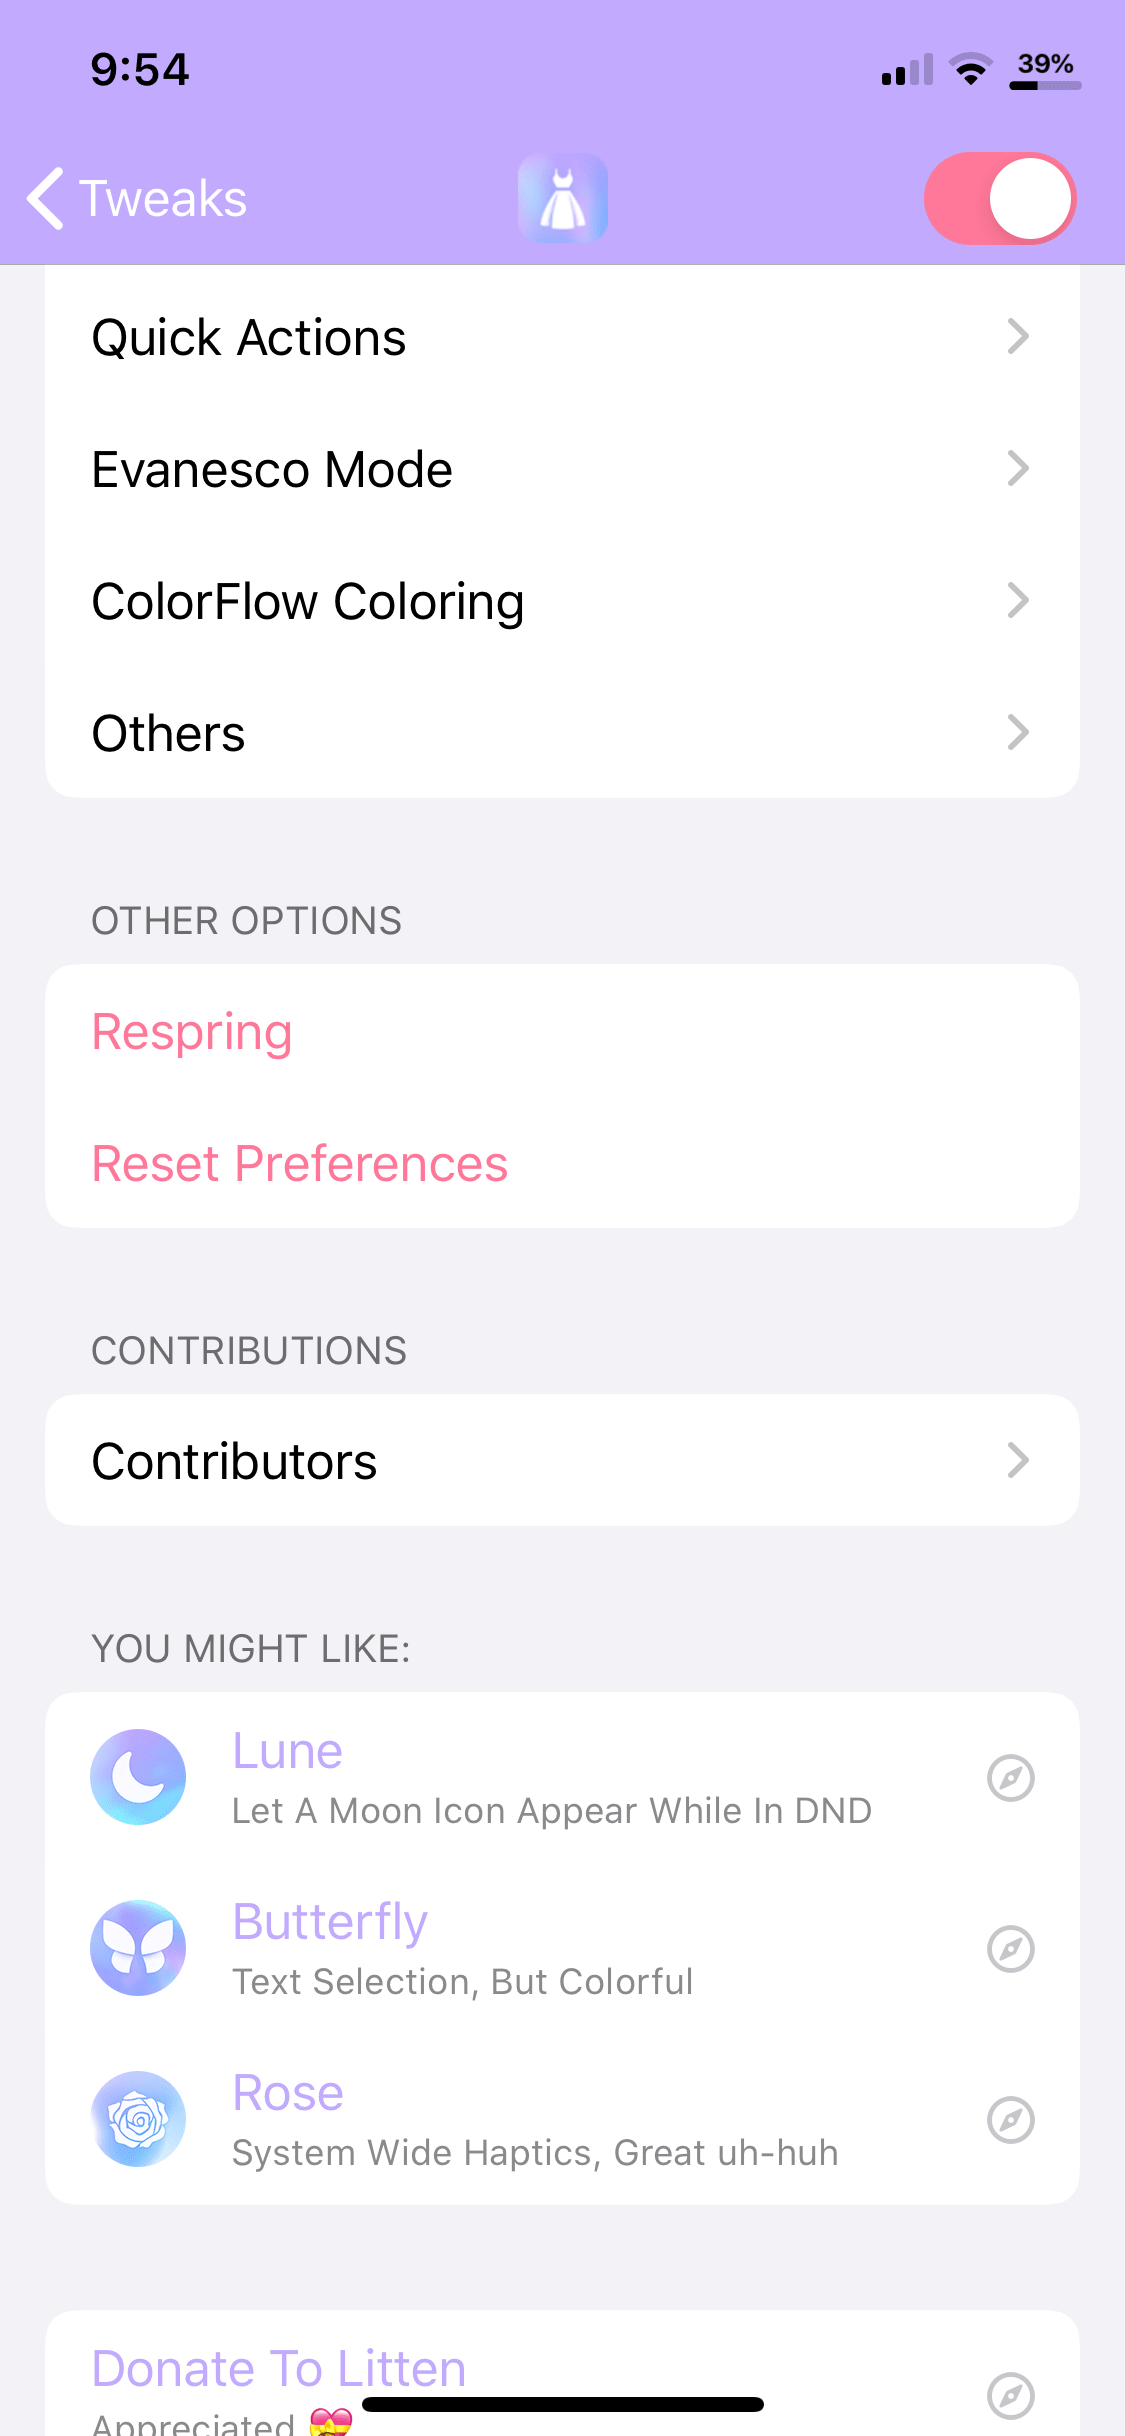 9:54
39%
Tweaks
Quick Actions
Evanesco Mode
ColorFlow Coloring
Others
OTHER OPTIONS
Respring
Reset Preferences
CONTRIBUTIONS
Contributors
YOU MIGHT LIKE:
Lune
Let A Moon Icon Appear While In DND
Butterfly
Text Selection, But Colorful
Rose
System Wide Haptics, Great uh-huh
Donate To Litten
Appreciated 💝